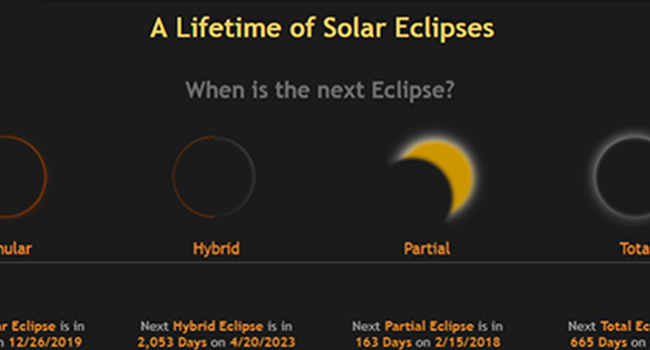 A Lifetime of Solar Eclipses
When is the next Eclipse?
nular Hybrid Partial Tota
ar Eclipse is in Next Hybrid Eclipse is in Next Partial Eclipse is in Next Total Ec
n 12/26/2019 2,053 Days on 4/20/2023 163 Days on 2/15/2018 665 Days on